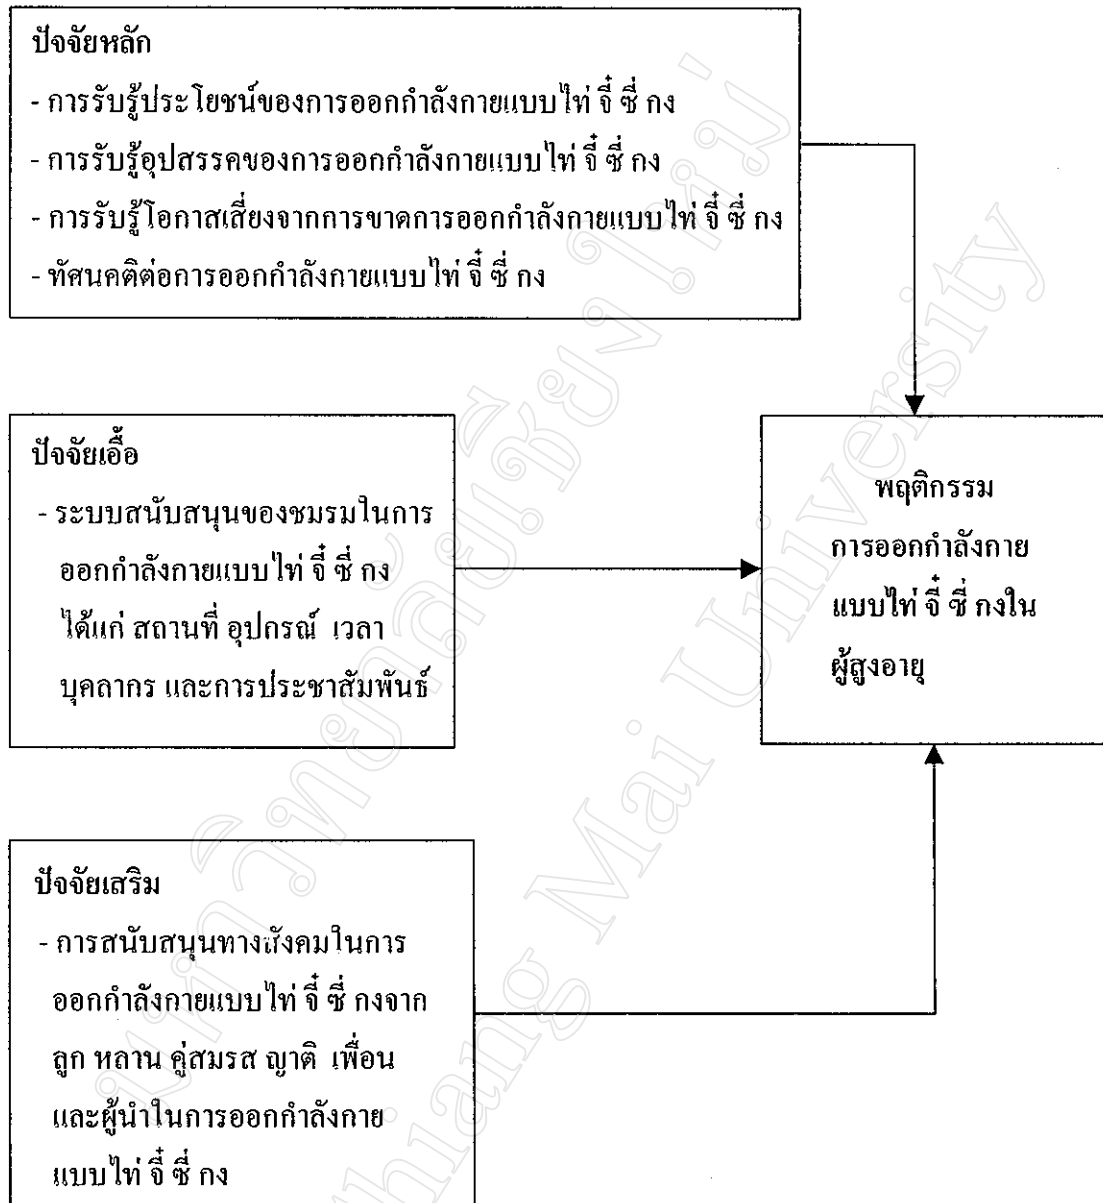 ปัจจัยหลัก
- การรับรู้ประโยชน์ของการออกกำลังกายแบบไท่ จี๋ ซี่ กง
- การรับรู้อุปสรรคของการออกกำลังกายแบบไท่ จี๋ ซี่ กง
- การรับรู้โอกาสเสี่ยงจากการขาดการออกกำลังกายแบบไท่ จี๋ ซี่ กง
- ทัศนคติต่อการออกกำลังกายแบบไท่ จี๋ ซี่ กง
ปัจจัยเอื้อ
- ระบบสนับสนุนของชมรมในการ
ออกกำลังกายแบบไท่ จี๋ ซี่ กง
ได้แก่ สถานที่ อุปกรณ์ เวลา
บุคลากร และการประชาสัมพันธ์
พฤติกรรม
การออกกำลังกาย
แบบไท่ จี๋ ซี่ กงใน
ผู้สูงอายุ
ปัจจัยเสริม
- การสนับสนุนทางสังคมในการ
ออกกำลังกายแบบไท่ จี๋ ซี่ กงจาก
ลูก หลาน คู่สมรส ญาติ เพื่อน
และผู้นำในการออกกำลังกาย
แบบไท่ จี๋ ซี่ กง
มหาวิทยาลัยเชียงใหม่
Chiang Mai University